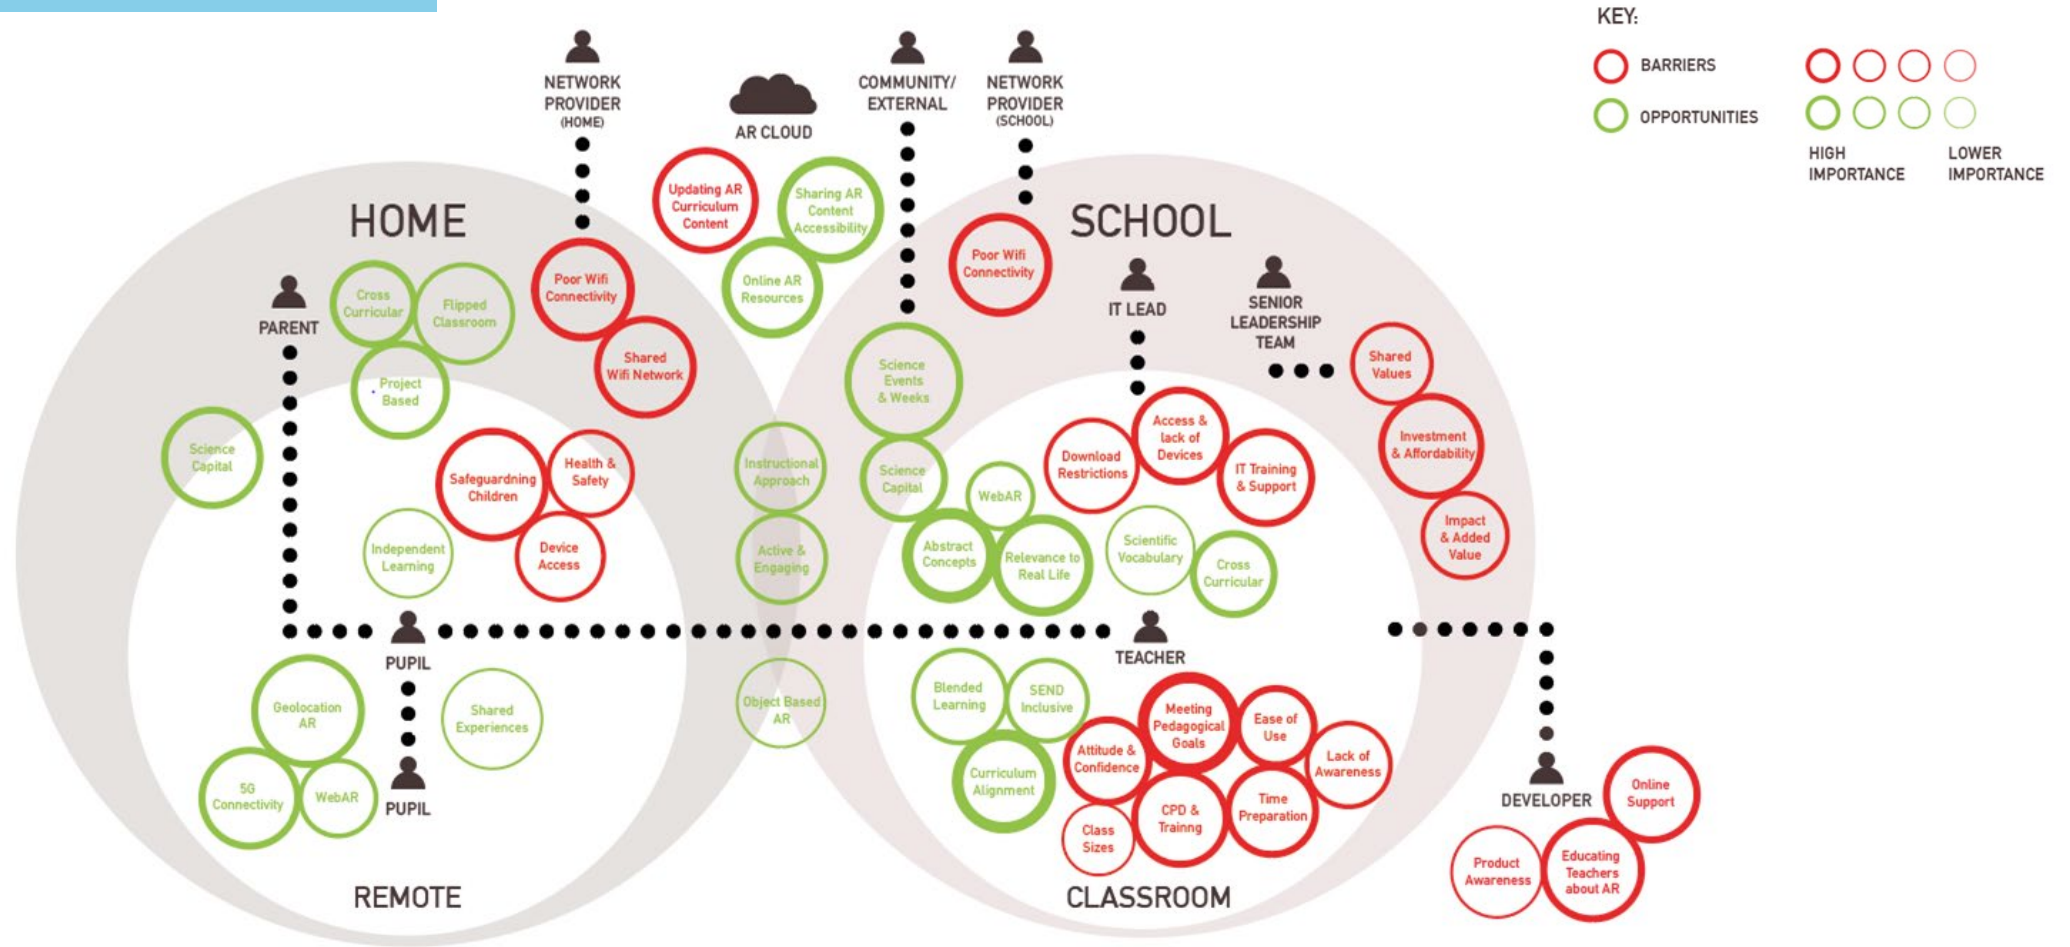 KEY:
BARRIERS
OPPORTUNITIES
HIGH
IMPORTANCE
LOWER
IMPORTANCE
NETWORK
PROVIDER
(HOME)
AR CLOUD
COMMUNITY/
EXTERNAL
NETWORK
PROVIDER
(SCHOOL)
HOME
Updating AR
Curriculum
Content
Sharing AR
Content
Accessibility
Online AR
Resources
SCHOOL
PARENT
Cross
Curricular
Flipped
Classroom
Project
Based
Poor Wifi
Connectivity
Shared
Wifi Network
Poor Wifi
Connectivity
IT LEAD
SENIOR
LEADERSHIP
TEAM
Shared
Values
Investment
& Affordability
Impact
& Added
Value
Science
Capital
Safeguardning
Children
Health &
Safety
Device
Access
Independent
Learning
Instructional
Approach
Active &
Engaging
Science
Events
& Weeks
Science
Capital
WebAR
Abstract
Concepts
Relevance to
Real Life
Download
Restrictions
Access &
lack of
Devices
IT Training
& Support
Scientific
Vocabulary
Cross
Curricular
PUPIL
TEACHER
Geolocation
AR
5G
Connectivity
WebAR
Shared
Experiences
PUPIL
Object Based
AR
Blended
Learning
SEND
Inclusive
Curriculum
Alignment
Attitude &
Confidence
Meeting
Pedagogical
Goals
Ease of
Use
Lack of
Awareness
Class
Sizes
CPD &
Trainng
Time
Preparation
DEVELOPER
Online
Support
Product
Awareness
Educating
Teachers
about AR
REMOTE
CLASSROOM